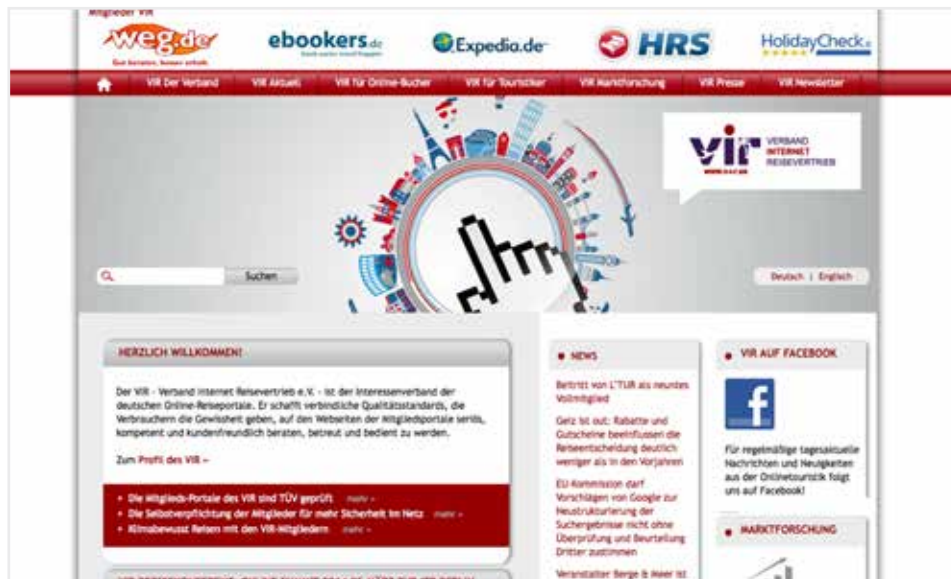 Mitglieder VIR
weg.de
Gut beraten, besser erholt.
ebookers.de
Expedia.de
HRS
HolidayCheck.de
VIR Der Verband VIR Aktuell VIR für Online-Bucher VIR für Touristiker VIR Marktforschung VIR Presse VIR Newsletter
vir VERBAND
INTERNET
REISEVERTRIEB
WWW.V-I-R.DE
Suchen
Deutsch | Englisch
HERZLICH WILLKOMMEN!
Der VIR - Verband Internet Reisevertrieb e.V. - ist der Interessenverband der
deutschen Online-Reiseportale. Er schafft verbindliche Qualitätsstandards, die
Verbrauchern die Gewissheit geben, auf den Webseiten der Mitgliedsportale seriös,
kompetent und kundenfreundlich beraten, betreut und bedient zu werden.
Zum Profil des VIR »
Die Mitglieds-Portale des VIR sind TÜV geprüft mehr »
Die Selbstverpflichtung der Mitglieder für mehr Sicherheit im Netz mehr »
Klimabewusst Reisen mit den VIR-Mitgliedern mehr »
NEWS
Beitritt von L'TUR als neuntes
Vollmitglied
Geiz ist out: Rabatte und
Gutscheine beeinflussen die
Reiseentscheidung deutlich
weniger als in den Vorjahren
EU-Kommission darf
Vorschlägen von Google zur
Neustrukturierung der
Suchergebnisse nicht ohne
Überprüfung und Beurteilung
Dritter zustimmen
Veranstalter Berge & Meer ist
VIR AUF FACEBOOK
Für regelmäßige tagesaktuelle
Nachrichten und Neuigkeiten
aus der Onlinetouristik folgt
uns auf Facebook!
MARKTFORSCHUNG